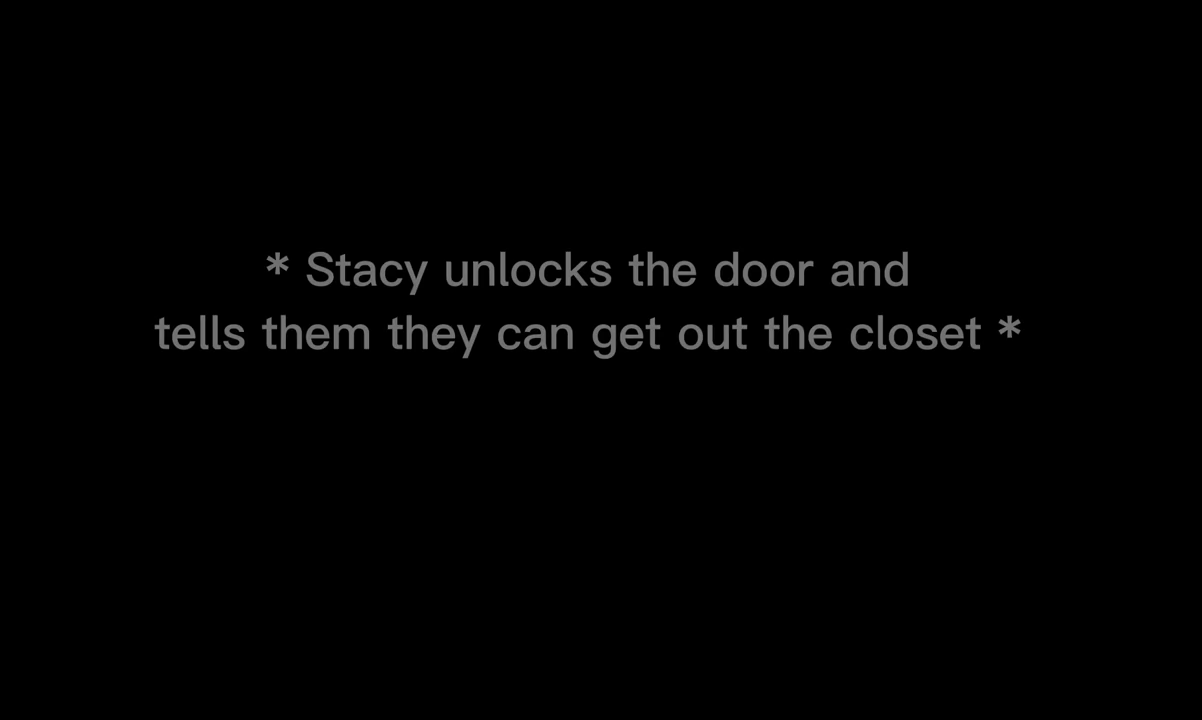 * Stacy unlocks the door and
tells them they can get out the closet *